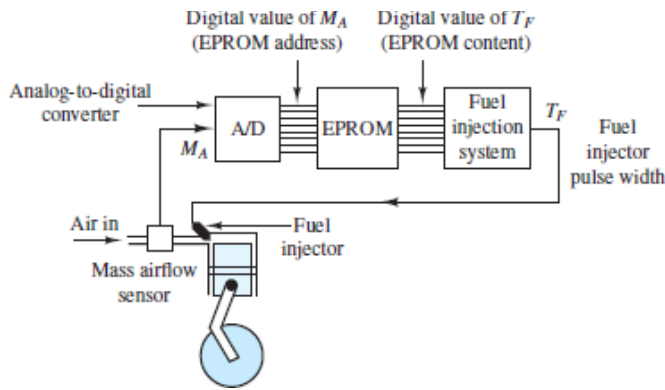 Digital value of M_A
(EPROM address)
Digital value of T_F
(EPROM content)
Analog-to-digital
converter
M_A
A/D
EPROM
Fuel
injection
system
T_F
Fuel
injector
pulse width
Air in
Fuel
injector
Mass airflow
sensor